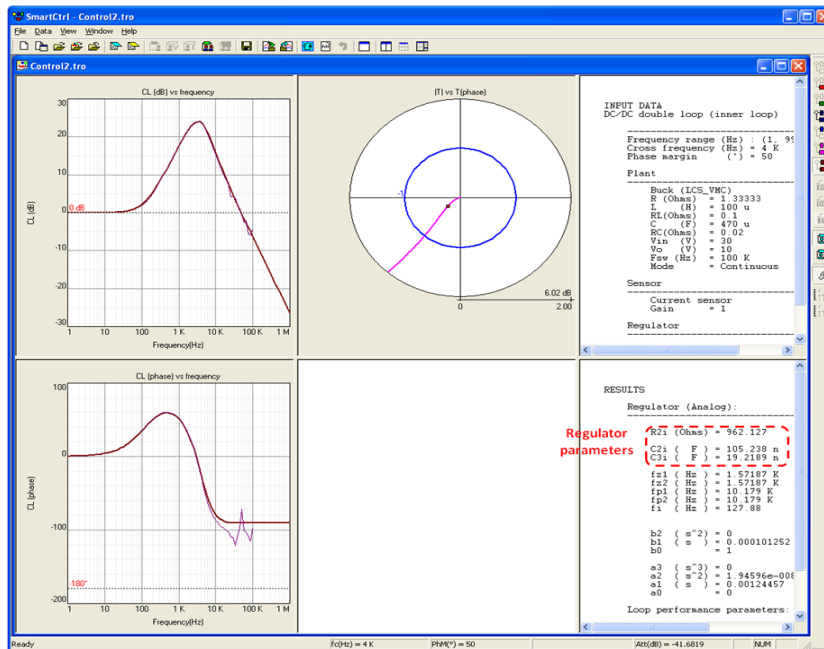 SmartCtrl - Control2.tro
File Data View Window Help
Control2.tro
CL (dB) vs frequency
30
20
10
0 dB
0
-10
-20
-30
CL (dB)
1 10 100 1 K 10 K 100 K 1 M
Frequency(Hz)
|T| vs T(phase)
-1
6.02 dB
0 2.00
INPUT DATA
DC/DC double loop (inner loop)
Frequency range (Hz) : (1, 99
Cross frequency (Hz) = 4 K
Phase margin (°) = 50
Plant
Buck (LCS_VMC)
R (Ohms) = 1.33333
L (H) = 100 u
RL(Ohms) = 0.1
C (F) = 470 u
RC(Ohms) = 0.02
Vin (V) = 30
Vo (V) = 10
Fsw (Hz) = 100 K
Mode = Continuous
Sensor
Current sensor
Gain = 1
Regulator
CL (phase) vs frequency
100
0
-100
-180°
-200
CL (phase)
1 10 100 1 K 10 K 100 K 1 M
Frequency(Hz)
RESULTS
Regulator (Analog):
Regulator parameters
R2i (Ohms) = 962.127
C2i ( F ) = 105.238 n
C3i ( F ) = 19.2189 n
fz1 ( Hz ) = 1.57187 K
fz2 ( Hz ) = 1.57187 K
fp1 ( Hz ) = 10.179 K
fp2 ( Hz ) = 10.179 K
fi ( Hz ) = 127.88
b2 ( s^2) = 0
b1 ( s ) = 0.000101252
b0 = 1
a3 ( s^3) = 0
a2 ( s^2) = 1.94596e-008
a1 ( s ) = 0.00124457
a0 = 0
Loop performance parameters:
Ready
fc(Hz) = 4 K
PhM(°) = 50
Att(dB) = -41.6819
NUM